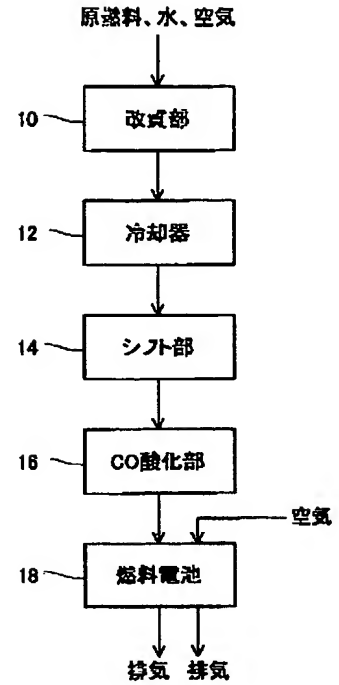 原燃料、水、空気
10 改質部
12 冷却器
14 シフト部
16 CO酸化部
空気
18 燃料電池
排気 排気